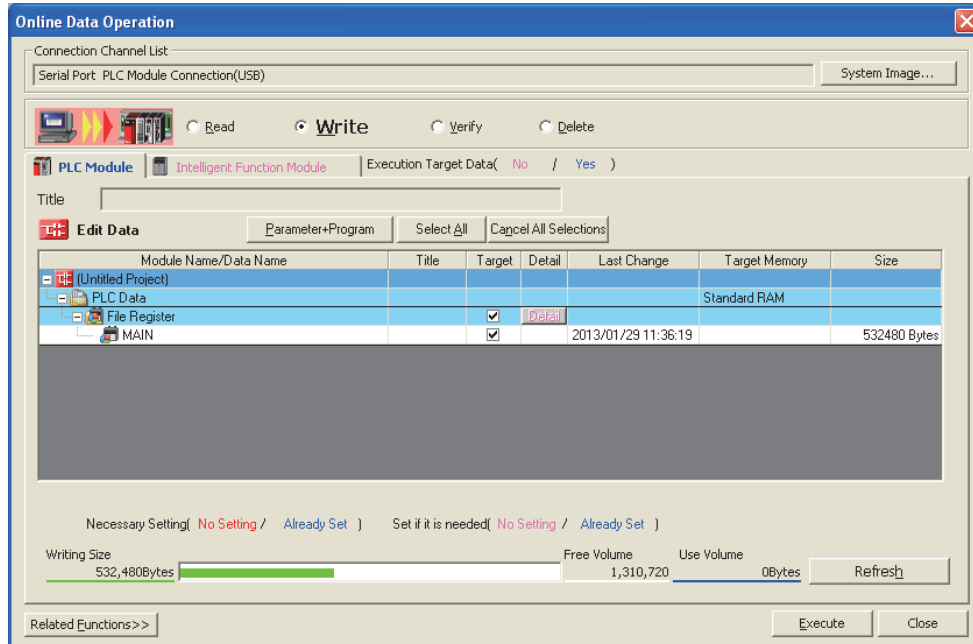 Online Data Operation
Connection Channel List
Serial Port PLC Module Connection(USB)
System Image...
Read Write Verify Delete
PLC Module Intelligent Function Module Execution Target Data( No / Yes )
Title
Edit Data Parameter+Program Select All Cancel All Selections
Module Name/Data Name Title Target Detail Last Change Target Memory Size
(Untitled Project)
PLC Data Standard RAM
File Register Detail
MAIN 2013/01/29 11:36:19 532480 Bytes
Necessary Setting( No Setting / Already Set ) Set if it is needed( No Setting / Already Set )
Writing Size Free Volume Use Volume
532,480Bytes 1,310,720 0Bytes Refresh
Related Functions>> Execute Close